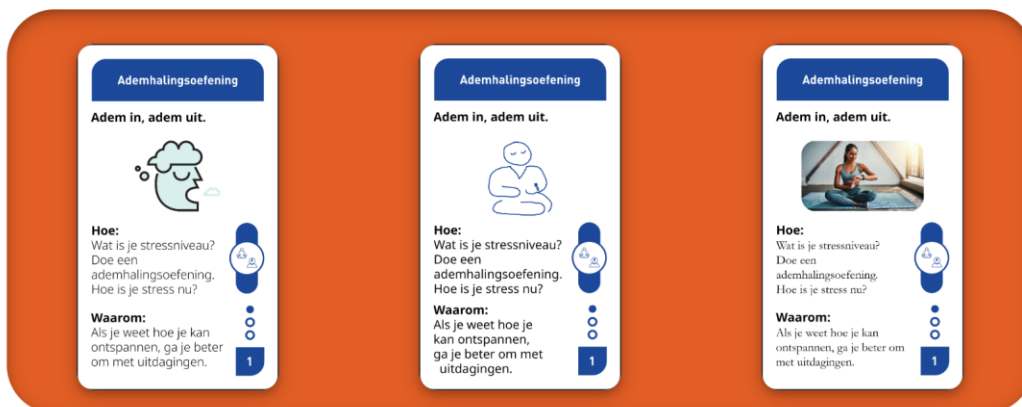 Ademhalingsoefening
Adem in, adem uit.
Hoe:
Wat is je stressniveau?
Doe een
ademhalingsoefening.
Hoe is je stress nu?
Waarom:
Als je weet hoe je kan
ontspannen, ga je beter
om met uitdagingen.
1
Ademhalingsoefening
Adem in, adem uit.
Hoe:
Wat is je stressniveau?
Doe een
ademhalingsoefening.
Hoe is je stress nu?
Waarom:
Als je weet hoe je
kan ontspannen,
ga je beter om met
uitdagingen.
1
Ademhalingsoefening
Adem in, adem uit.
Hoe:
Wat is je stressniveau?
Doe een
ademhalingsoefening.
Hoe is je stress nu?
Waarom:
Als je weet hoe je kan
ontspannen, ga je beter om
met uitdagingen.
1